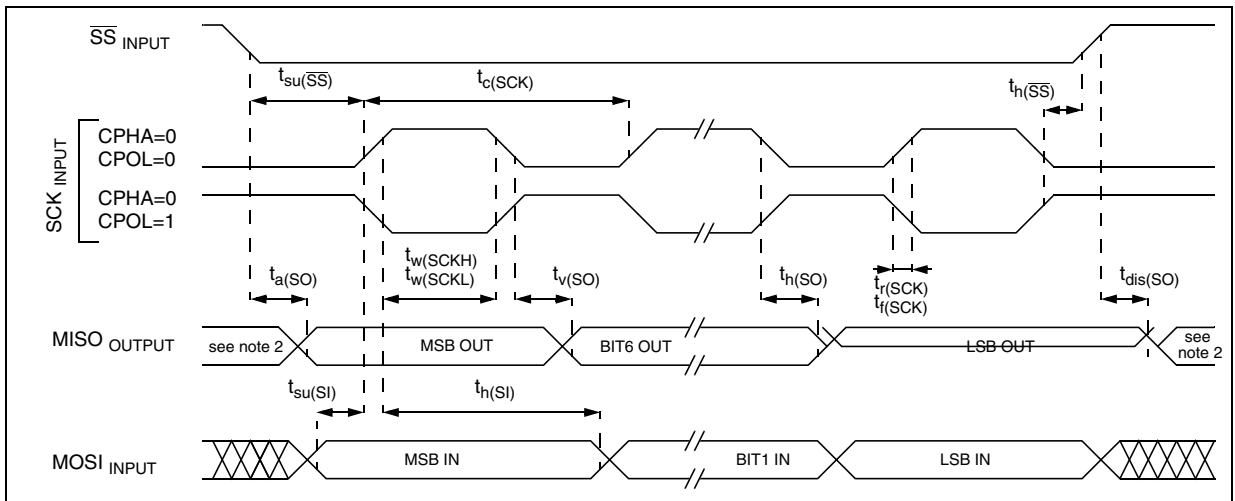 SS INPUT
tsu(SS)
tc(SCK)
th(SS)
SCK INPUT
CPHA=0
CPOL=0
CPHA=0
CPOL=1
ta(SO)
tw(SCKH)
tw(SCKL)
tv(SO)
th(SO)
tr(SCK)
tf(SCK)
tdis(SO)
MISO OUTPUT
see note 2
MSB OUT
BIT6 OUT
LSB OUT
see
note 2
tsu(SI)
th(SI)
MOSI INPUT
MSB IN
BIT1 IN
LSB IN